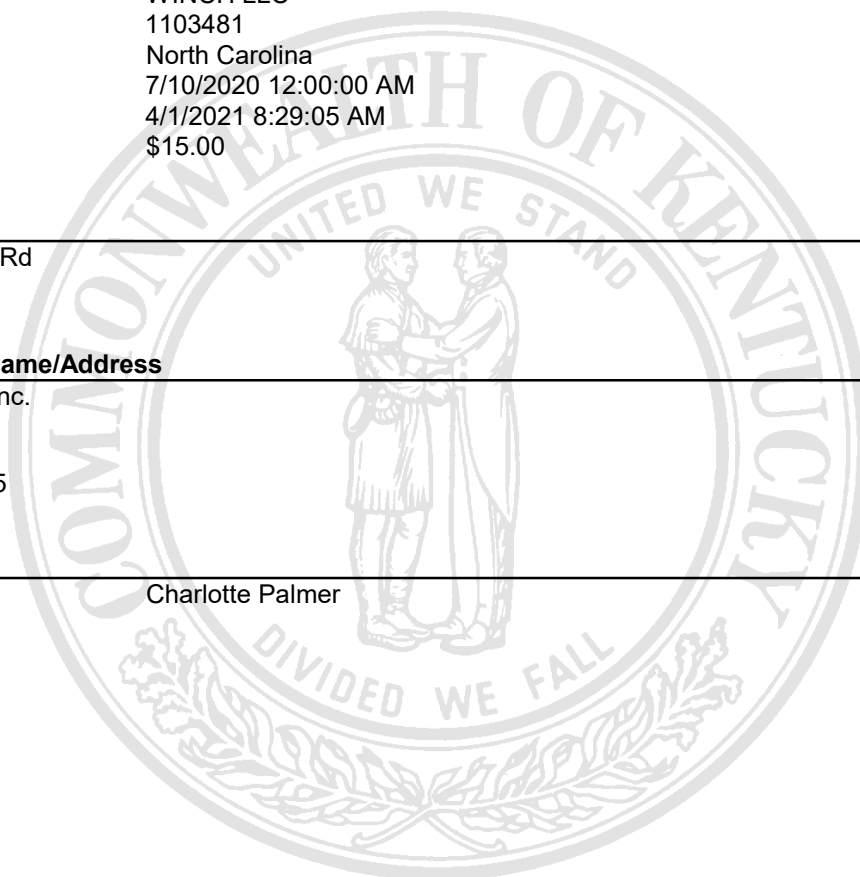 1103481
North Carolina
7/10/2020 12:00:00 AM
4/1/2021 8:29:05 AM
$15.00
COMMONWEALTH OF KENTUCKY
UNITED WE STAND
Rd
ame/Address
nc.
5
Charlotte Palmer
DIVIDED WE FALL